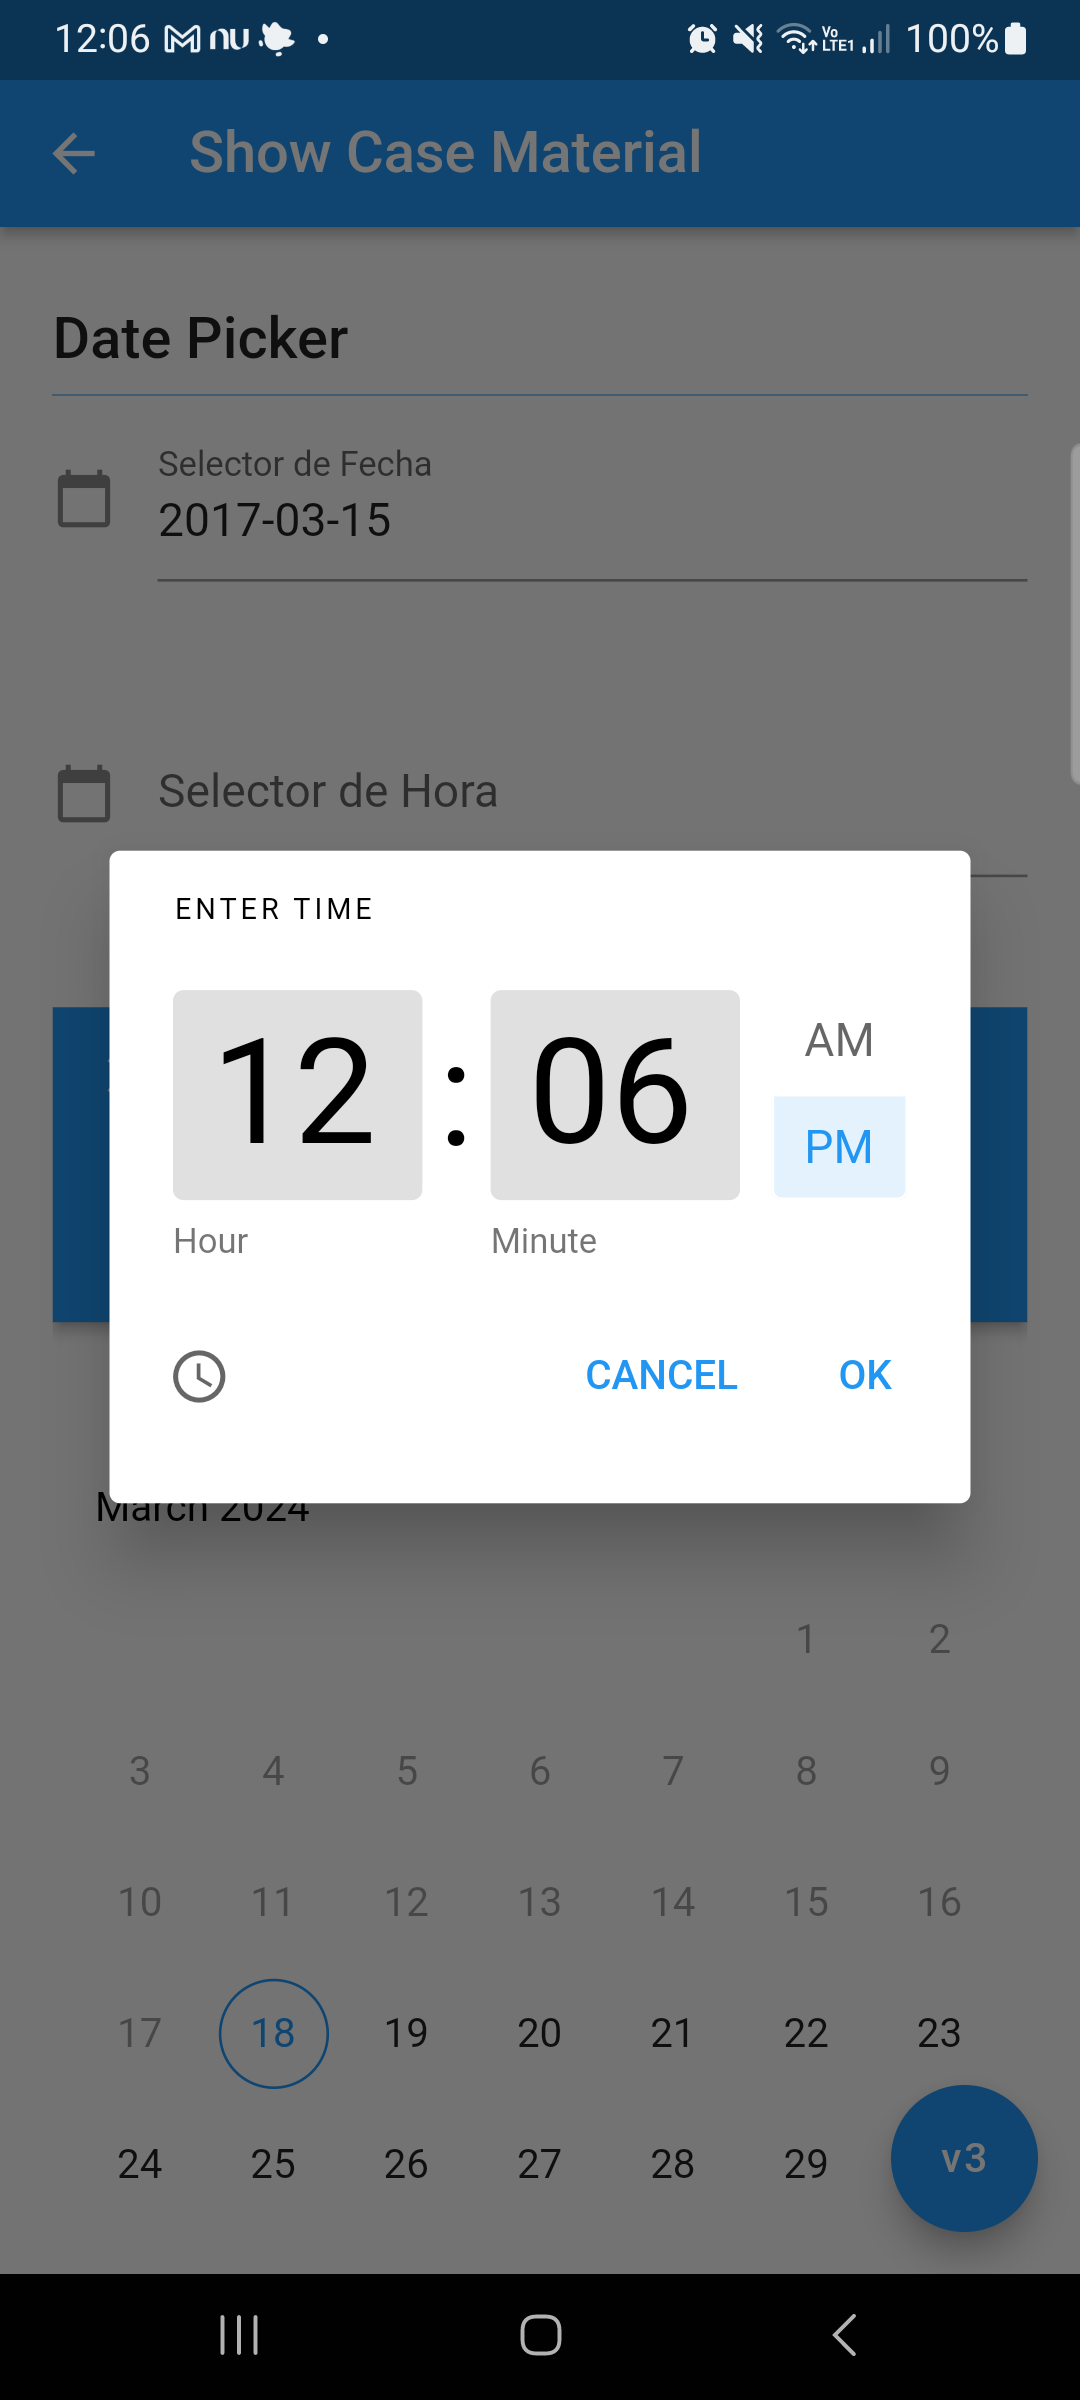 12:06 nu Vo LTE1 100%
Show Case Material
Date Picker
Selector de Fecha
2017-03-15
Selector de Hora
ENTER TIME
12 : 06
AM
PM
Hour Minute
CANCEL OK
March 2024
1 2
3 4 5 6 7 8 9
10 11 12 13 14 15 16
17 18 19 20 21 22 23
24 25 26 27 28 29
v3